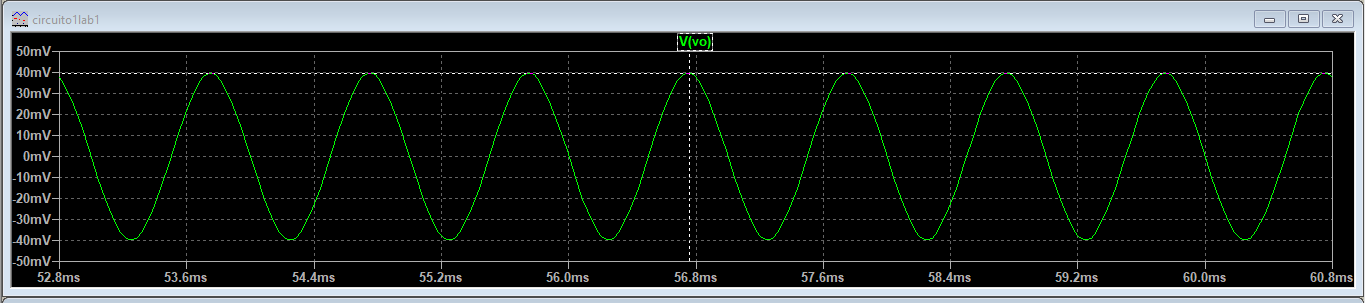 circuito1lab1
V(vo)
50mV
40mV
30mV
20mV
10mV
0mV
-10mV
-20mV
-30mV
-40mV
-50mV
52.8ms 53.6ms 54.4ms 55.2ms 56.0ms 56.8ms 57.6ms 58.4ms 59.2ms 60.0ms 60.8ms